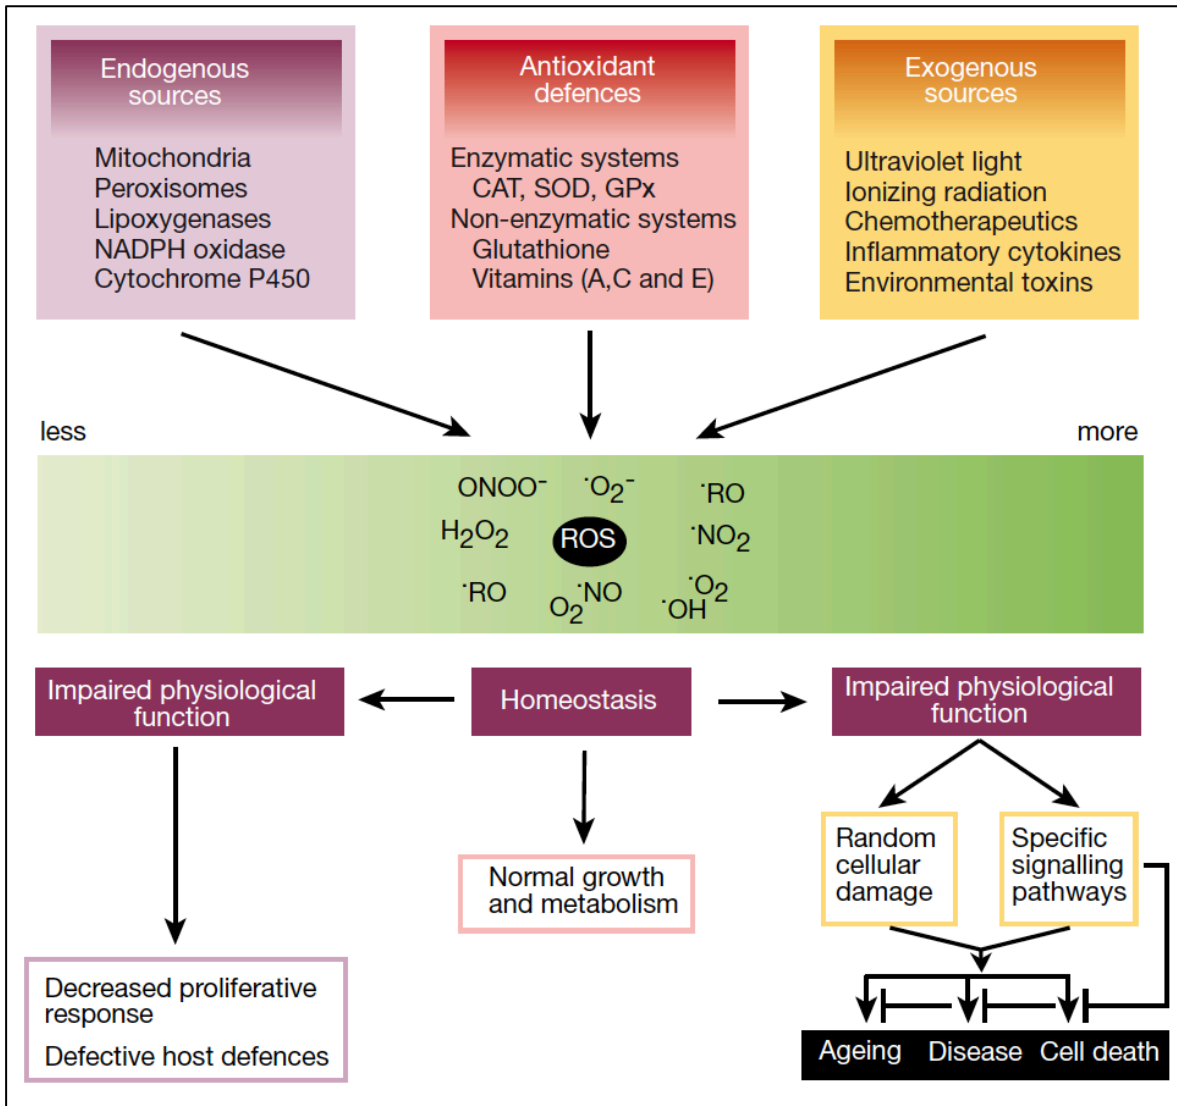 Endogenous
sources
Mitochondria
Peroxisomes
Lipoxygenases
NADPH oxidase
Cytochrome P450
Antioxidant
defences
Enzymatic systems
CAT, SOD, GPx
Non-enzymatic systems
Glutathione
Vitamins (A,C and E)
Exogenous
sources
Ultraviolet light
Ionizing radiation
Chemotherapeutics
Inflammatory cytokines
Environmental toxins
less
more
ONOO⁻
·O₂⁻
·RO
H₂O₂
ROS
·NO₂
·RO
O₂
·NO
·OH
·O₂
Impaired physiological
function
Homeostasis
Impaired physiological
function
Normal growth
and metabolism
Random
cellular
damage
Specific
signalling
pathways
Decreased proliferative
response
Defective host defences
Ageing
Disease
Cell death